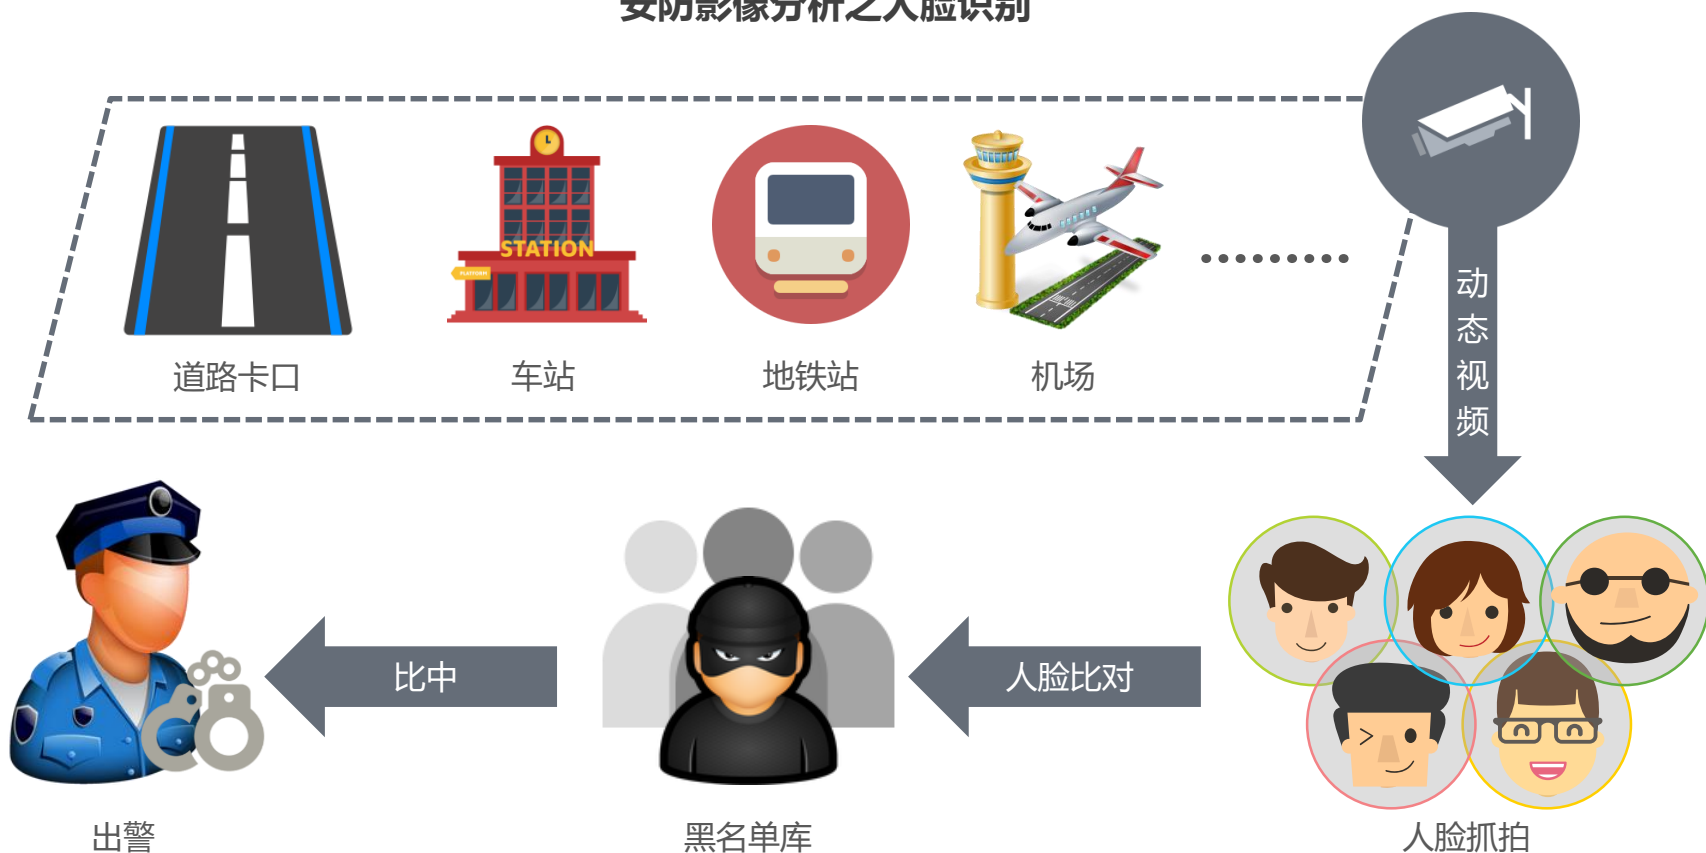 安防影像分析之人脸识别
STATION
PLATFORM
道路卡口
车站
地铁站
机场
动态视频
比中
人脸比对
出警
黑名单库
人脸抓拍